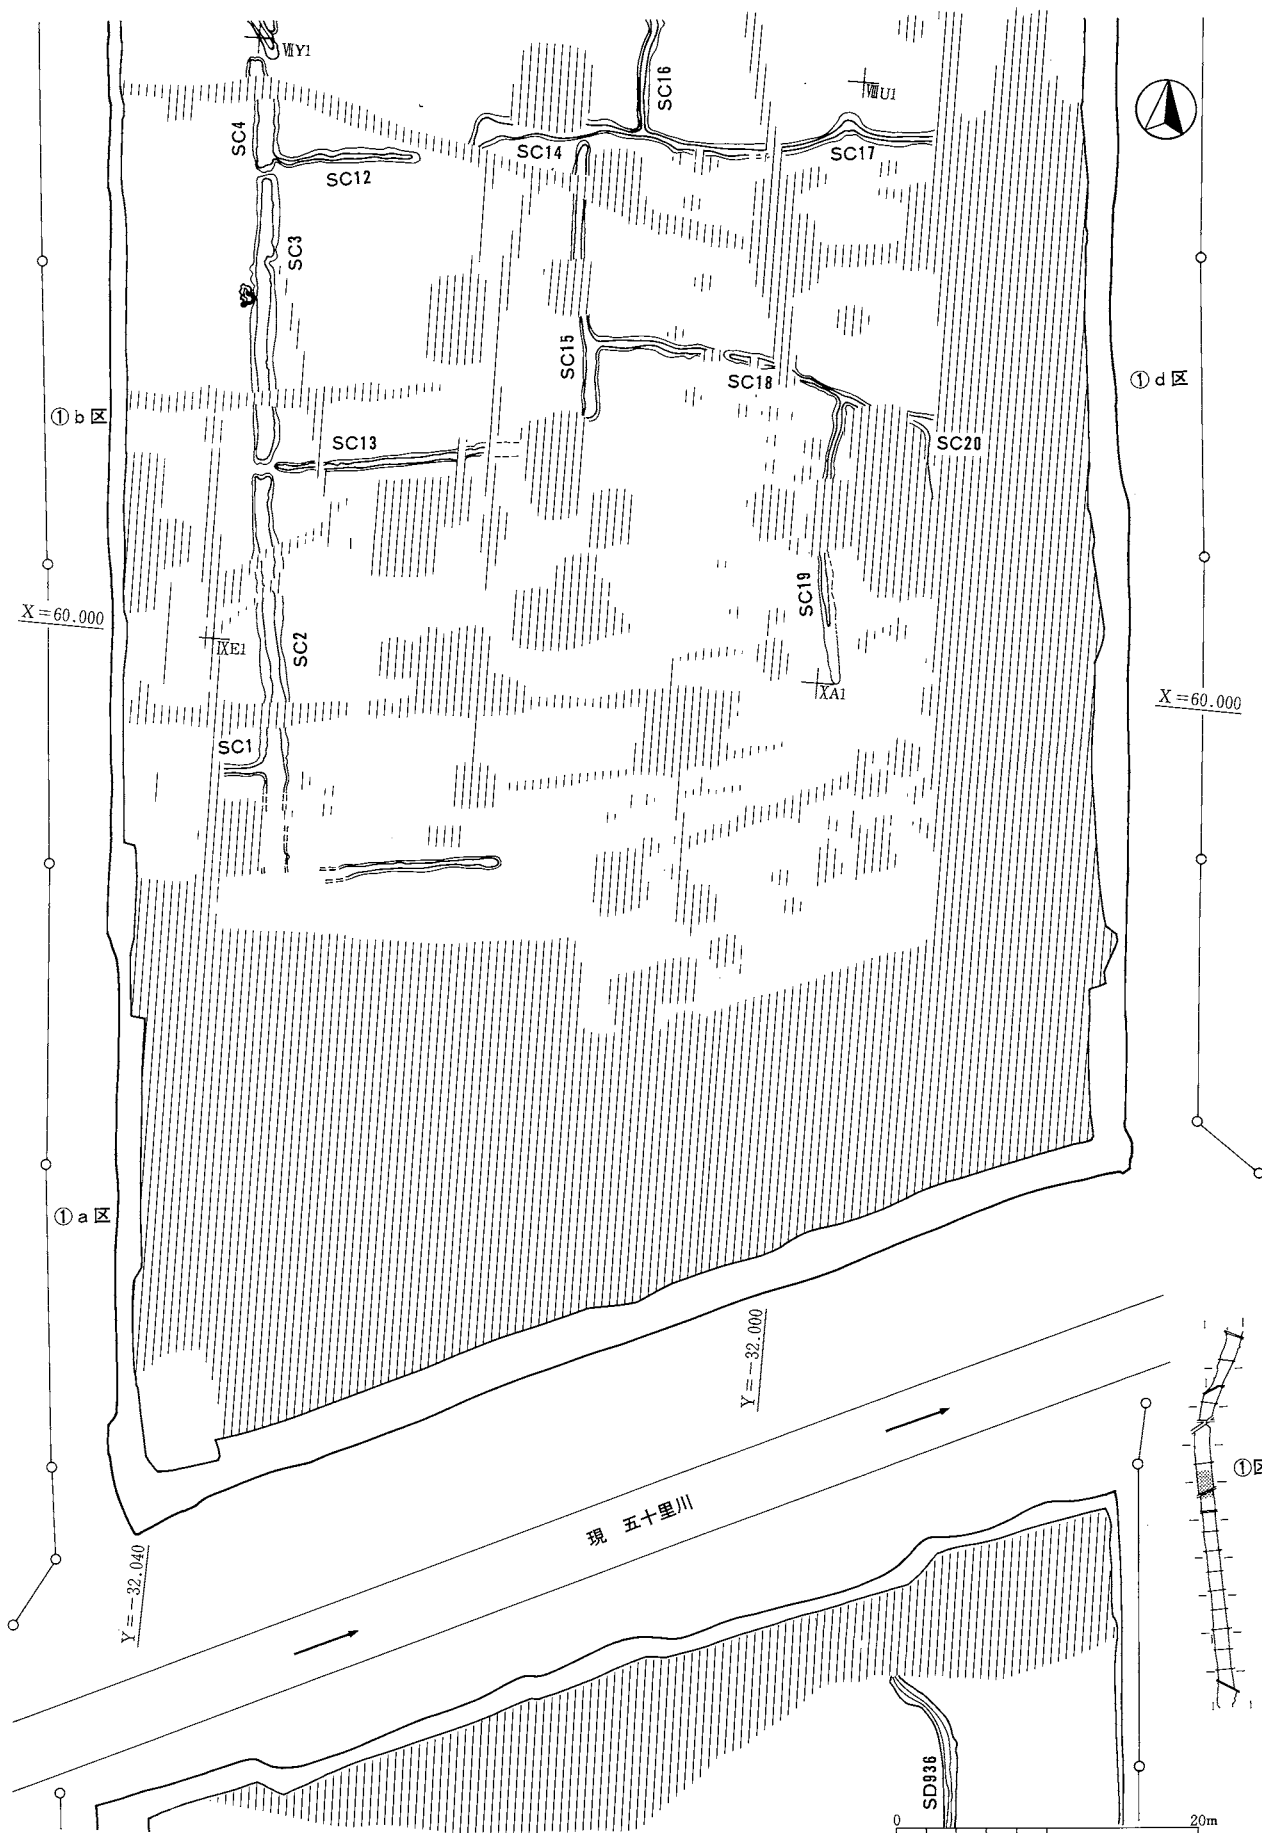 ⅧY1
SC16
ⅧU1
SC4
SC14
SC17
SC12
SC3
SC15
①d区
SC18
①b区
SC13
SC20
SC19
X=60.000
ⅨE1
SC2
ⅩA1
X=60.000
SC1
①a区
Y=-32.000
①区
現 五十里川
Y=-32.040
SD936
0 20m